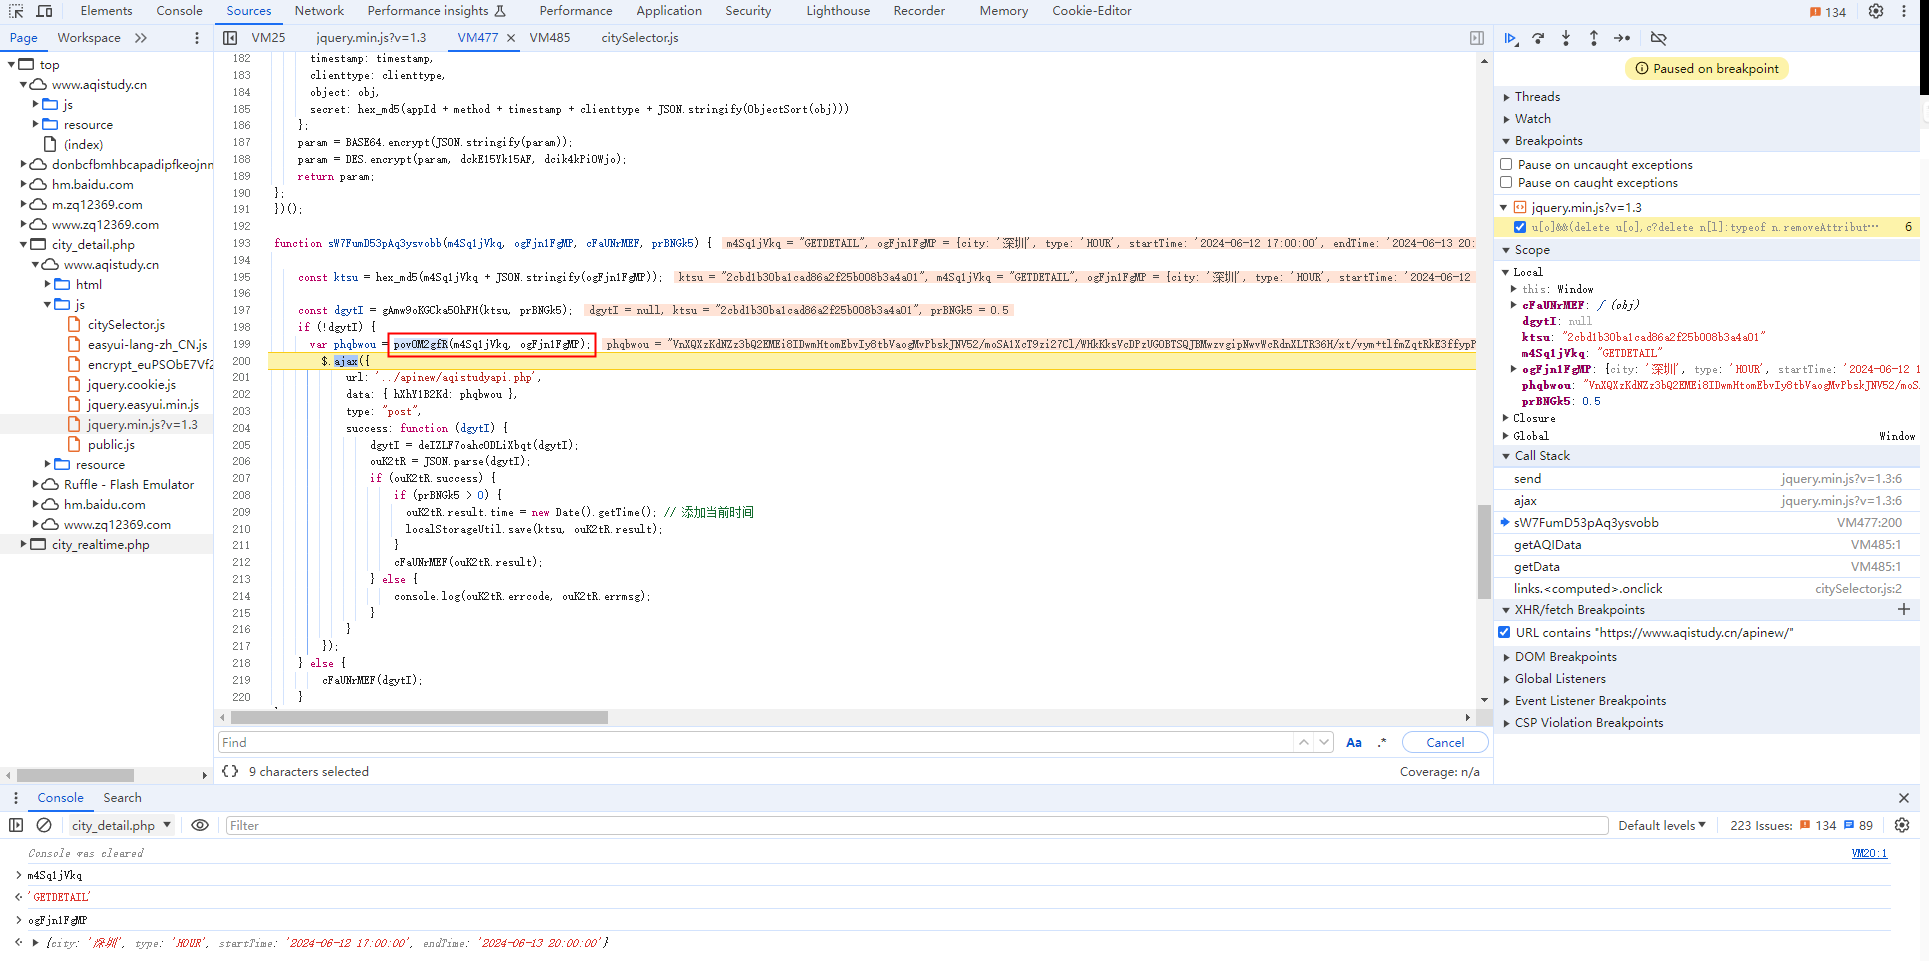 Elements Console Sources Network Performance insights Performance Application Security Lighthouse Recorder Memory Cookie-Editor 134
Page Workspace VM25 jquery.min.js?v=1.3 VM477 VM485 citySelector.js
top
www.aqistudy.cn
js
resource
(index)
donbcfbmhbcapadipfkeojnn
hm.baidu.com
m.zq12369.com
www.zq12369.com
city_detail.php
www.aqistudy.cn
html
js
citySelector.js
easyui-lang-zh_CN.js
encrypt_euPSObE7Vf2
jquery.cookie.js
jquery.easyui.min.js
jquery.min.js?v=1.3
public.js
resource
Ruffle - Flash Emulator
hm.baidu.com
www.zq12369.com
city_realtime.php
182 timestamp: timestamp,
183 clienttype: clienttype,
184 object: obj,
185 secret: hex_md5(appId + method + timestamp + clienttype + JSON.stringify(ObjectSort(obj)))
186 };
187 param = BASE64.encrypt(JSON.stringify(param));
188 param = DES.encrypt(param, dckE15Yk15AF, dcik4kPiOWjo);
189 return param;
190 };
191 })();
192
193 function sW7FumD53pAq3ysvobb(m4Sq1jVkq, ogFjn1FgMP, cFaUNrMEF, prBNGk5) { m4Sq1jVkq = "GETDETAIL", ogFjn1FgMP = {city: '深圳', type: 'HOUR', startTime: '2024-06-12 17:00:00', endTime: '2024-06-13 20:
194
195 const ktsu = hex_md5(m4Sq1jVkq + JSON.stringify(ogFjn1FgMP)); ktsu = "2cbd1b30ba1cad86a2f25b008b3a4a01", m4Sq1jVkq = "GETDETAIL", ogFjn1FgMP = {city: '深圳', type: 'HOUR', startTime: '2024-06-12
196
197 const dgytI = gAmw9oKGCka5OhFH(ktsu, prBNGk5); dgytI = null, ktsu = "2cbd1b30ba1cad86a2f25b008b3a4a01", prBNGk5 = 0.5
198 if (!dgytI) {
199 var phqbwou = povOM2gfR(m4Sq1jVkq, ogFjn1FgMP); phqbwou = "VnXQXzKdNZz3bQ2EMEi8IDwmHtomEbvIy8tbVaogMvPbskJNV52/moSA1XcT9zi27Cl/WHkKksVcDPzUGOBTSQJBMwzvgipNwvWcRdnXLTR36H/xt/vym+tlfmZqtRkE3ffypP
200 $.ajax({
201 url: '../apinew/aqistudyapi.php',
202 data: { hXhY1B2Kd: phqbwou },
203 type: "post",
204 success: function (dgytI) {
205 dgytI = deIZLF7oahcODLiXbqt(dgytI);
206 ouK2tR = JSON.parse(dgytI);
207 if (ouK2tR.success) {
208 if (prBNGk5 > 0) {
209 ouK2tR.result.time = new Date().getTime(); // 添加当前时间
210 localStorageUtil.save(ktsu, ouK2tR.result);
211 }
212 cFaUNrMEF(ouK2tR.result);
213 } else {
214 console.log(ouK2tR.errcode, ouK2tR.errmsg);
215 }
216 }
217 });
218 } else {
219 cFaUNrMEF(dgytI);
220 }
Find Aa .* Cancel
{} 9 characters selected Coverage: n/a
Paused on breakpoint
Threads
Watch
Breakpoints
Pause on uncaught exceptions
Pause on caught exceptions
jquery.min.js?v=1.3
u[o]&&(delete u[o],c?delete n[l]:typeof n.removeAttribut… 6
Scope
Local
this: Window
cFaUNrMEF: ƒ (obj)
dgytI: null
ktsu: "2cbd1b30ba1cad86a2f25b008b3a4a01"
m4Sq1jVkq: "GETDETAIL"
ogFjn1FgMP: {city: '深圳', type: 'HOUR', startTime: '2024-06-12 1
phqbwou: "VnXQXzKdNZz3bQ2EMEi8IDwmHtomEbvIy8tbVaogMvPbskJNV52/moS
prBNGk5: 0.5
Closure
Global Window
Call Stack
send jquery.min.js?v=1.3:6
ajax jquery.min.js?v=1.3:6
sW7FumD53pAq3ysvobb VM477:200
getAQIData VM485:1
getData VM485:1
links.<computed>.onclick citySelector.js:2
XHR/fetch Breakpoints
URL contains "https://www.aqistudy.cn/apinew/"
DOM Breakpoints
Global Listeners
Event Listener Breakpoints
CSP Violation Breakpoints
Console Search
city_detail.php Filter Default levels 223 Issues: 134 89
Console was cleared VM20:1
m4Sq1jVkq
'GETDETAIL'
ogFjn1FgMP
{city: '深圳', type: 'HOUR', startTime: '2024-06-12 17:00:00', endTime: '2024-06-13 20:00:00'}